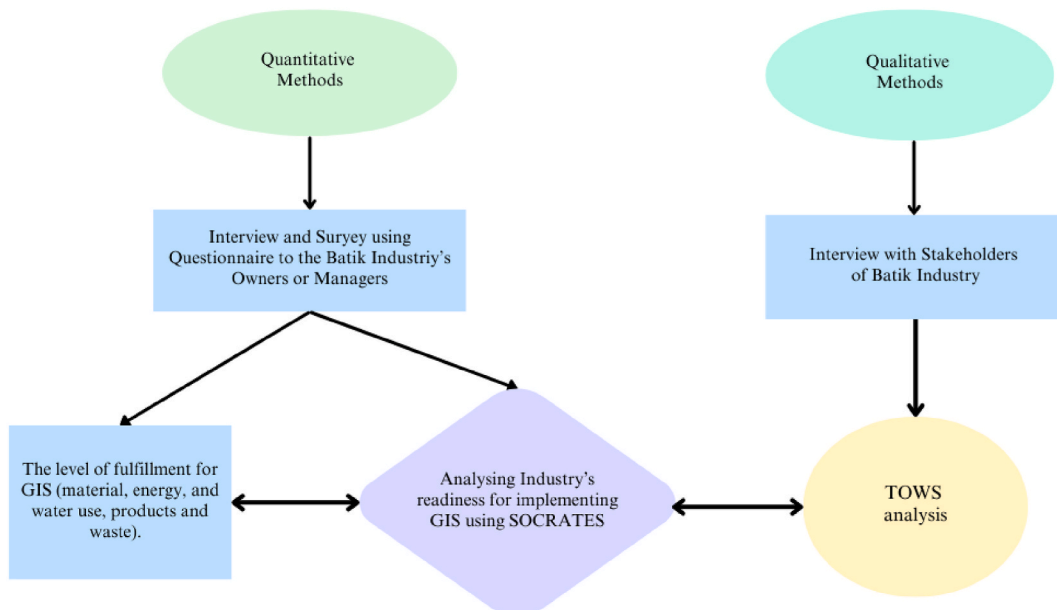 Quantitative
Methods
Qualitative
Methods
Interview and Suryey using
Questionnaire to the Batik Industriy's
Owners or Managers
Interview with Stakeholders
of Batik Industry
The level of fulfillment for
GIS (material, energy, and
water use, products and
waste).
Analysing Industry's
readiness for implementing
GIS using SOCRATES
TOWS
analysis